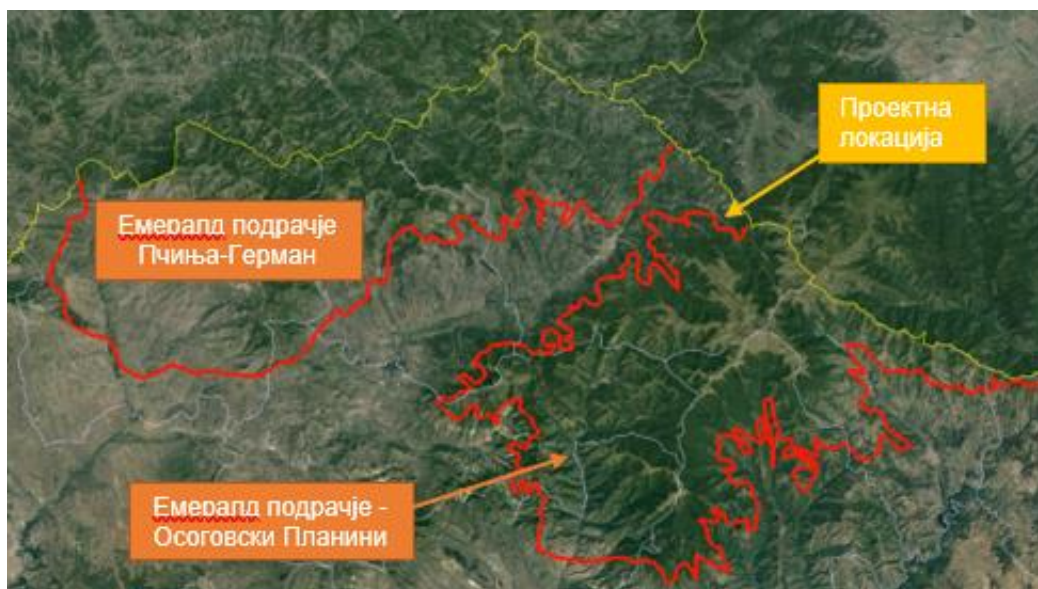 Проектна
локација
Емералд подрачје
Пчиња-Герман
Емералд подрачје -
Осоговски Планини